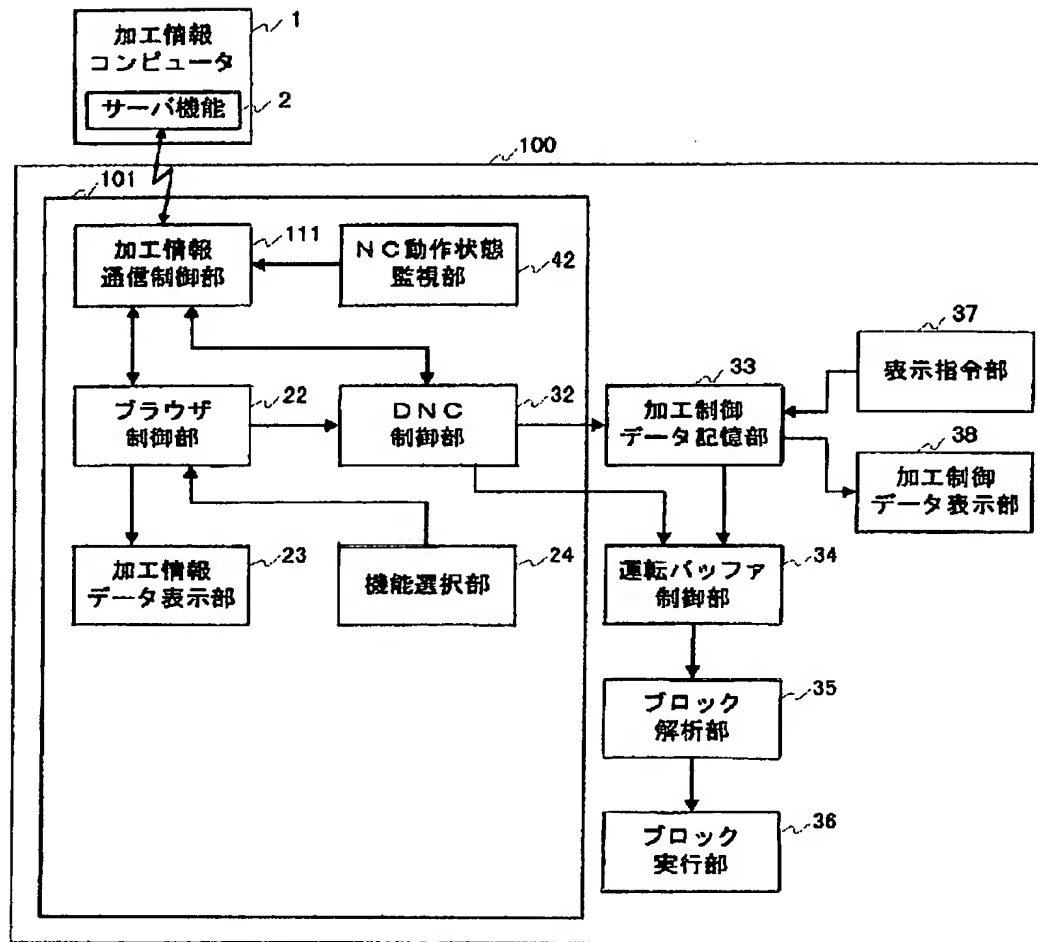 加工情報
コンピュータ
1
サーバ機能
2
100
101
加工情報
通信制御部
111
NC動作状態
監視部
42
ブラウザ
制御部
22
DNC
制御部
32
加工制御
データ記憶部
33
表示指令部
37
加工制御
データ表示部
38
加工情報
データ表示部
23
機能選択部
24
運転バッファ
制御部
34
ブロック
解析部
35
ブロック
実行部
36